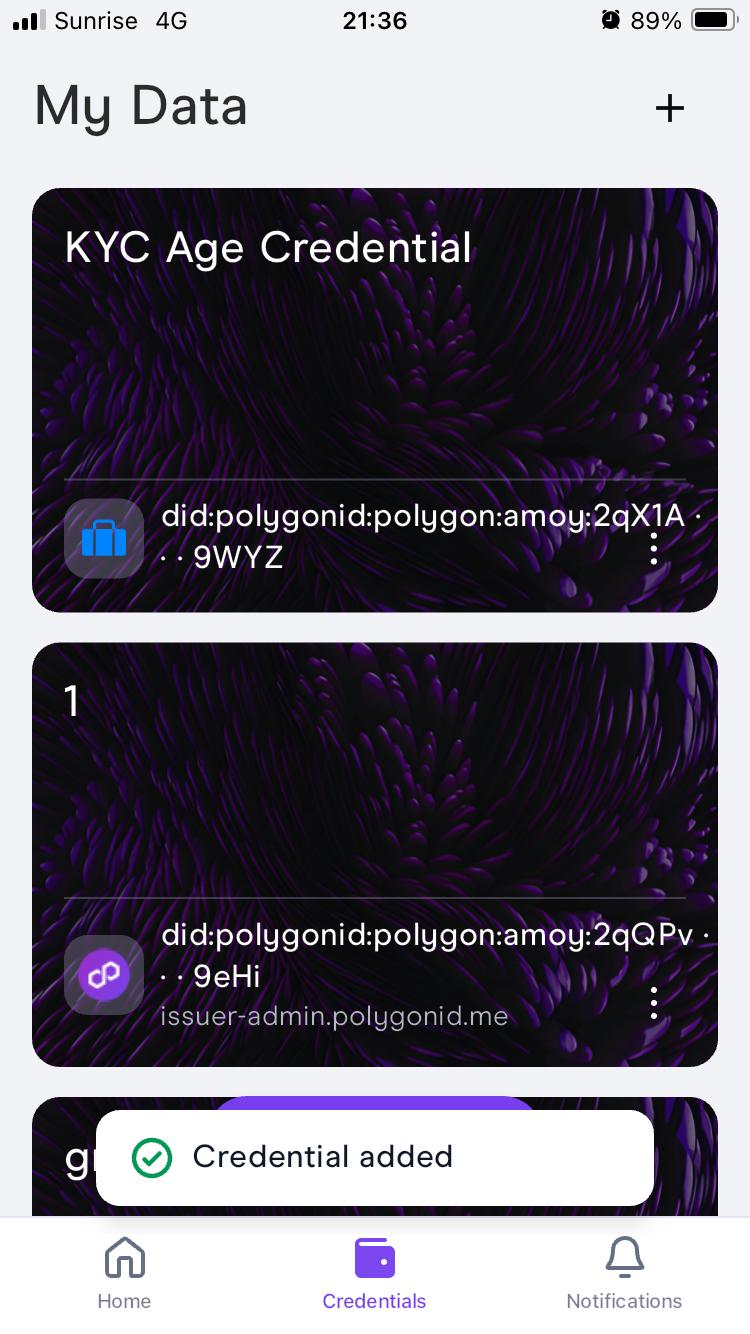 Sunrise 4G 21:36 89%
My Data +
KYC Age Credential
did:polygonid:polygon:amoy:2qX1A ·
· · 9WYZ
1
did:polygonid:polygon:amoy:2qQPv ·
· · 9eHi
issuer-admin.polygonid.me
Credential added
Home Credentials Notifications